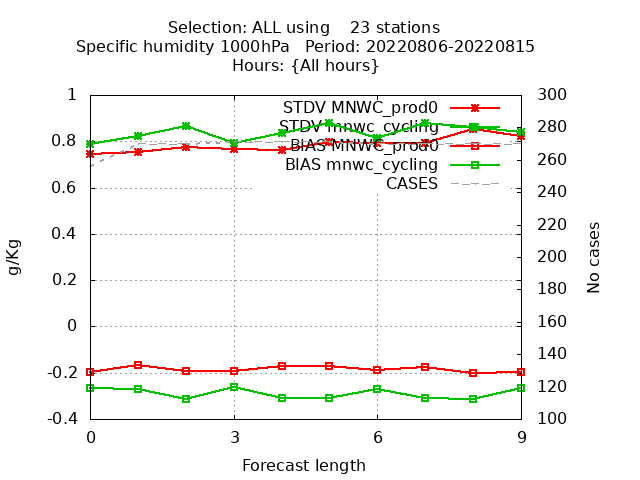 Selection: ALL using 23 stations
Specific humidity 1000hPa Period: 20220806-20220815
Hours: {All hours}
STDV MNWC_prod0
STDV mnwc_cycling
BIAS MNWC_prod0
BIAS mnwc_cycling
CASES
1
0.8
0.6
0.4
0.2
0
-0.2
-0.4
g/Kg
300
280
260
240
220
200
180
160
140
120
100
No cases
0 3 6 9
Forecast length